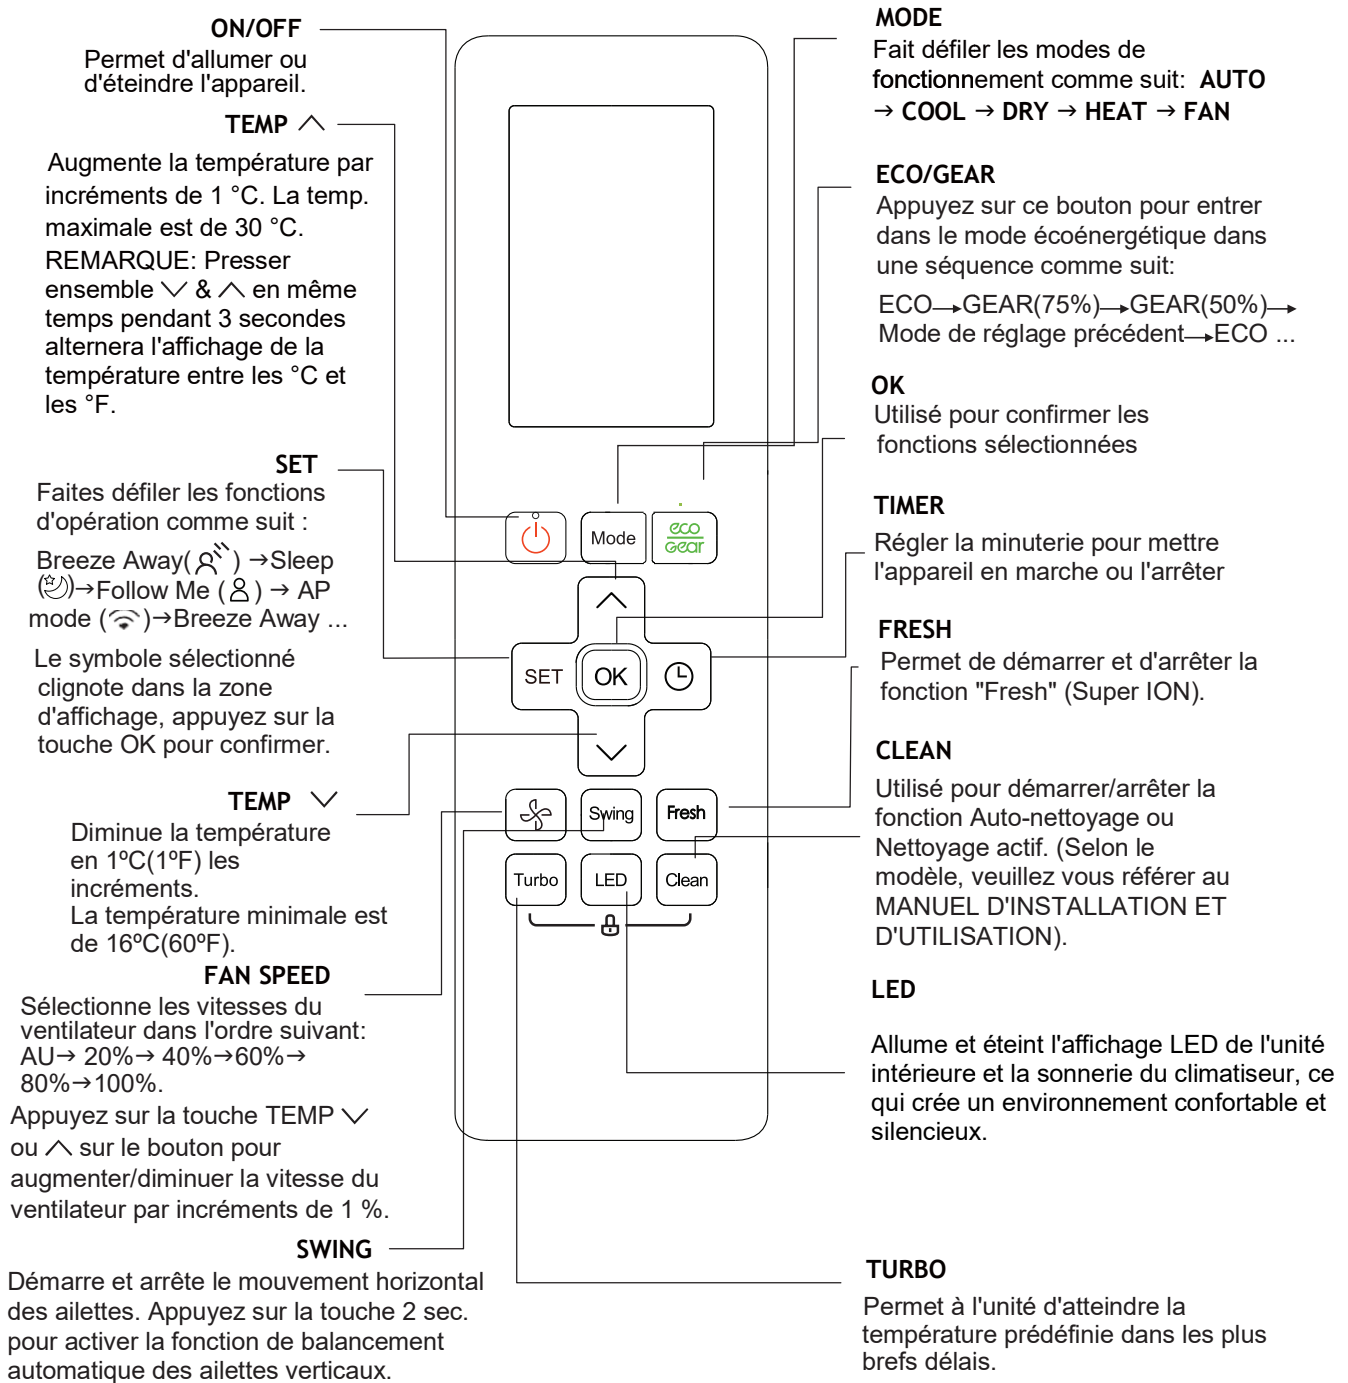 ON/OFF
Permet d'allumer ou
d'éteindre l'appareil.
TEMP ∧
Augmente la température par
incréments de 1 °C. La temp.
maximale est de 30 °C.
REMARQUE: Presser
ensemble ∨ & ∧ en même
temps pendant 3 secondes
alternera l'affichage de la
température entre les °C et
les °F.
SET
Faites défiler les fonctions
d'opération comme suit :
Breeze Away( ) →Sleep
( )→Follow Me ( ) → AP
mode ( )→Breeze Away ...
Le symbole sélectionné
clignote dans la zone
d'affichage, appuyez sur la
touche OK pour confirmer.
TEMP ∨
Diminue la température
en 1ºC(1ºF) les
incréments.
La température minimale est
de 16ºC(60ºF).
FAN SPEED
Sélectionne les vitesses du
ventilateur dans l'ordre suivant:
AU→ 20%→ 40%→60%→
80%→100%.
Appuyez sur la touche TEMP ∨
ou ∧ sur le bouton pour
augmenter/diminuer la vitesse du
ventilateur par incréments de 1 %.
SWING
Démarre et arrête le mouvement horizontal
des ailettes. Appuyez sur la touche 2 sec.
pour activer la fonction de balancement
automatique des ailettes verticaux.
Mode
eco
Gear
SET
OK
Swing
Fresh
Turbo
LED
Clean
MODE
Fait défiler les modes de
fonctionnement comme suit: AUTO
→ COOL → DRY → HEAT → FAN
ECO/GEAR
Appuyez sur ce bouton pour entrer
dans le mode écoénergétique dans
une séquence comme suit:
ECO→GEAR(75%)→GEAR(50%)→
Mode de réglage précédent→ECO ...
OK
Utilisé pour confirmer les
fonctions sélectionnées
TIMER
Régler la minuterie pour mettre
l'appareil en marche ou l'arrêter
FRESH
Permet de démarrer et d'arrêter la
fonction "Fresh" (Super ION).
CLEAN
Utilisé pour démarrer/arrêter la
fonction Auto-nettoyage ou
Nettoyage actif. (Selon le
modèle, veuillez vous référer au
MANUEL D'INSTALLATION ET
D'UTILISATION).
LED
Allume et éteint l'affichage LED de l'unité
intérieure et la sonnerie du climatiseur, ce
qui crée un environnement confortable et
silencieux.
TURBO
Permet à l'unité d'atteindre la
température prédéfinie dans les plus
brefs délais.